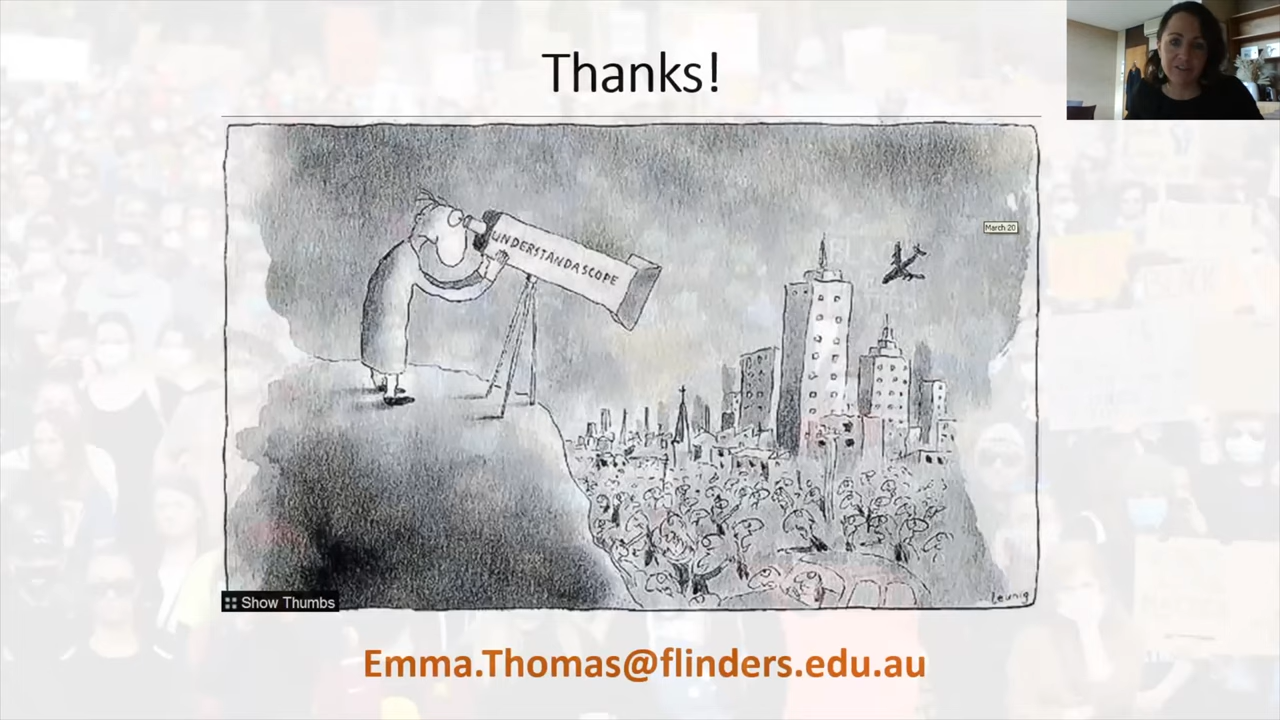 Thanks!
UNDERSTANDASCOPE
March 20
Leunig
Show Thumbs
Emma.Thomas@flinders.edu.au